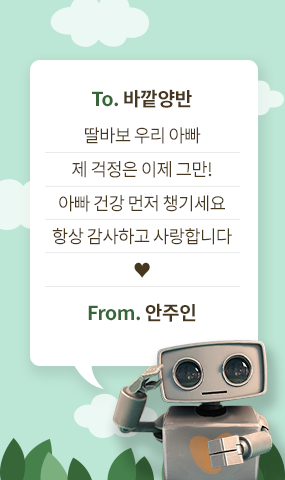 To. 바깥양반
딸바보 우리 아빠
제 걱정은 이제 그만!
아빠 건강 먼저 챙기세요
항상 감사하고 사랑합니다
♥
From. 안주인